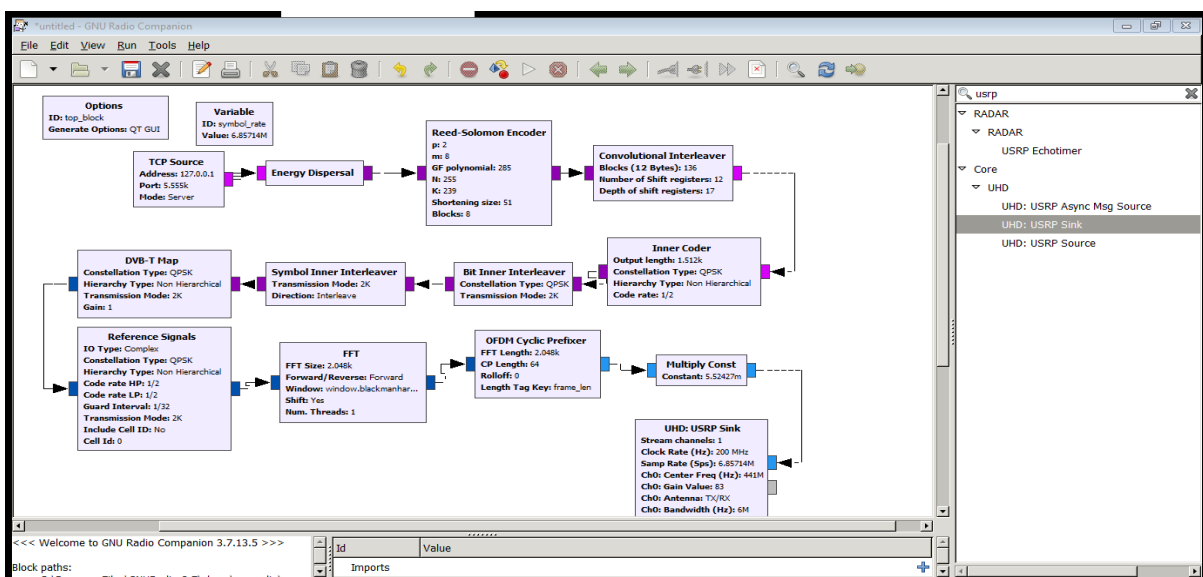 *untitled - GNU Radio Companion
File Edit View Run Tools Help
Options
ID: top_block
Generate Options: QT GUI
Variable
ID: symbol_rate
Value: 6.85714M
TCP Source
Address: 127.0.0.1
Port: 5.555k
Mode: Server
Energy Dispersal
Reed-Solomon Encoder
p: 2
m: 8
GF polynomial: 285
N: 255
K: 239
Shortening size: 51
Blocks: 8
Convolutional Interleaver
Blocks (12 Bytes): 136
Number of Shift registers: 12
Depth of shift registers: 17
DVB-T Map
Constellation Type: QPSK
Hierarchy Type: Non Hierarchical
Transmission Mode: 2K
Gain: 1
Symbol Inner Interleaver
Transmission Mode: 2K
Direction: Interleave
Bit Inner Interleaver
Constellation Type: QPSK
Transmission Mode: 2K
Inner Coder
Output length: 1.512k
Constellation Type: QPSK
Hierarchy Type: Non Hierarchical
Code rate: 1/2
Reference Signals
IO Type: Complex
Constellation Type: QPSK
Hierarchy Type: Non Hierarchical
Code rate HP: 1/2
Code rate LP: 1/2
Guard Interval: 1/32
Transmission Mode: 2K
Include Cell ID: No
Cell Id: 0
FFT
FFT Size: 2.048k
Forward/Reverse: Forward
Window: window.blackmanhar...
Shift: Yes
Num. Threads: 1
OFDM Cyclic Prefixer
FFT Length: 2.048k
CP Length: 64
Rolloff: 0
Length Tag Key: frame_len
Multiply Const
Constant: 5.52427m
UHD: USRP Sink
Stream channels: 1
Clock Rate (Hz): 200 MHz
Samp Rate (Sps): 6.85714M
Ch0: Center Freq (Hz): 441M
Ch0: Gain Value: 83
Ch0: Antenna: TX/RX
Ch0: Bandwidth (Hz): 6M
usrp
RADAR
RADAR
USRP Echotimer
Core
UHD
UHD: USRP Async Msg Source
UHD: USRP Sink
UHD: USRP Source
<<< Welcome to GNU Radio Companion 3.7.13.5 >>>
Block paths:
Id Value
Imports